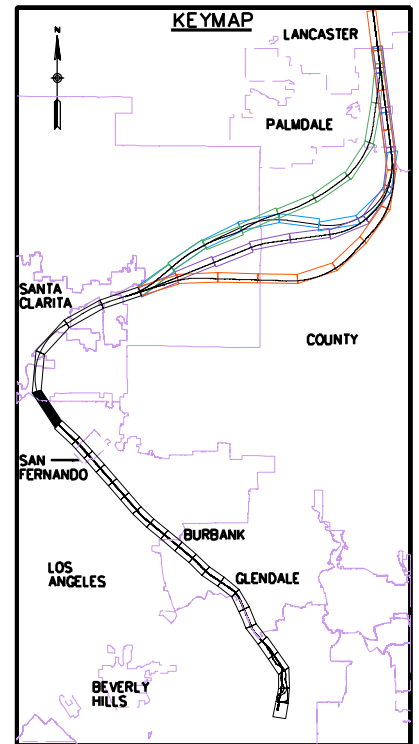 KEYMAP
LANCASTER
N
PALMDALE
SANTA
CLARITA
COUNTY
SAN
FERNANDO
BURBANK
LOS
ANGELES
GLENDALE
BEVERLY
HILLS